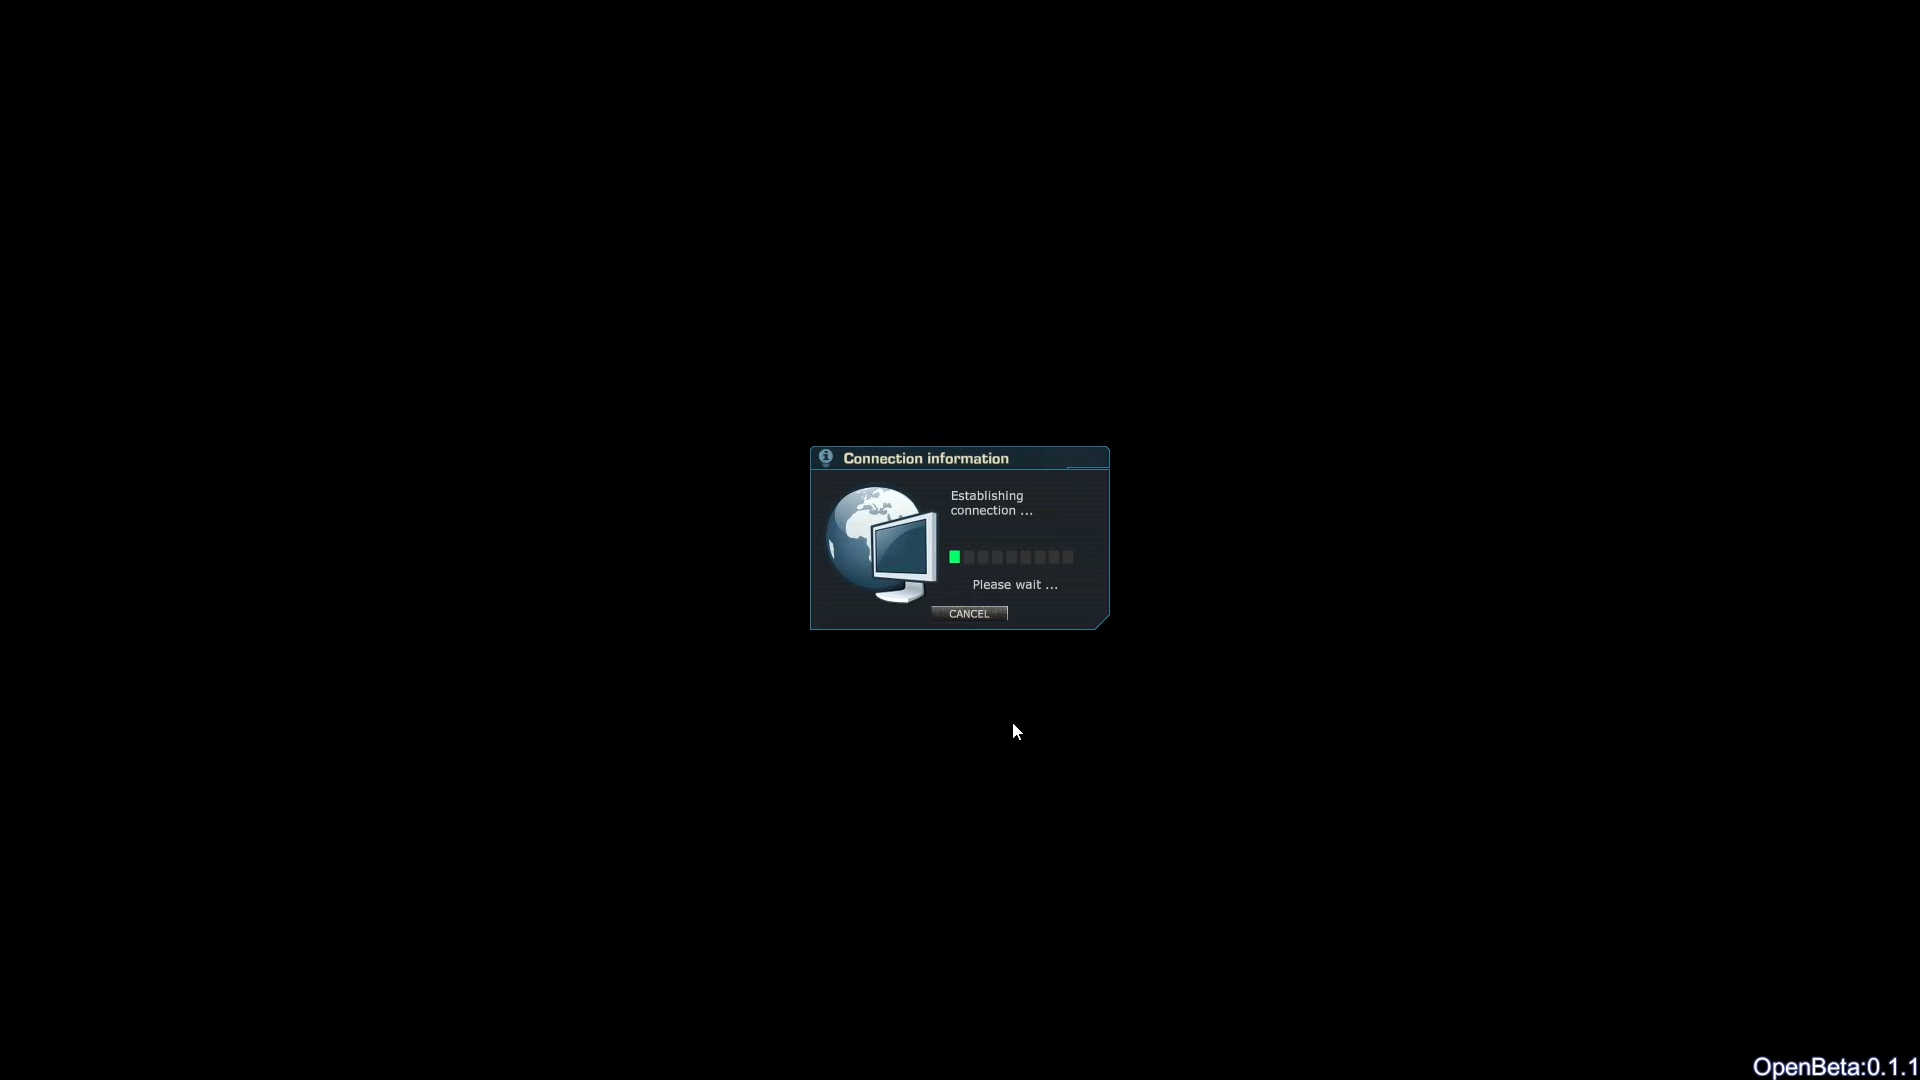 Connection information
Establishing
connection ...
Please wait ...
CANCEL
OpenBeta:0.1.1